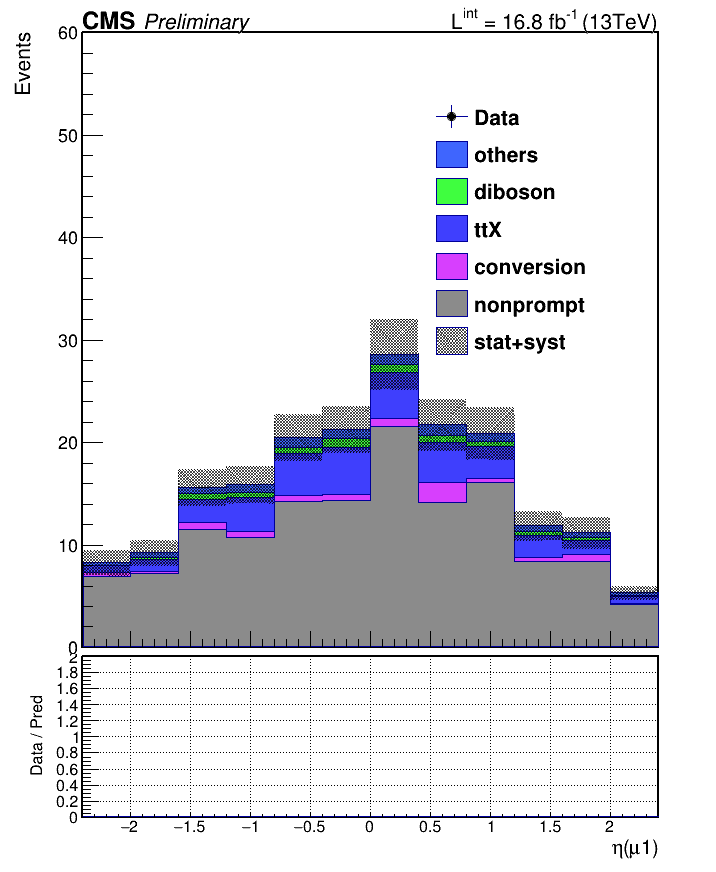 CMS Preliminary L^int = 16.8 fb^-1 (13TeV)
Events
60
50
40
30
20
10
0
Data
others
diboson
ttX
conversion
nonprompt
stat+syst
Data / Pred
2
1.8
1.6
1.4
1.2
1
0.8
0.6
0.4
0.2
0
−2 −1.5 −1 −0.5 0 0.5 1 1.5 2
η(μ1)